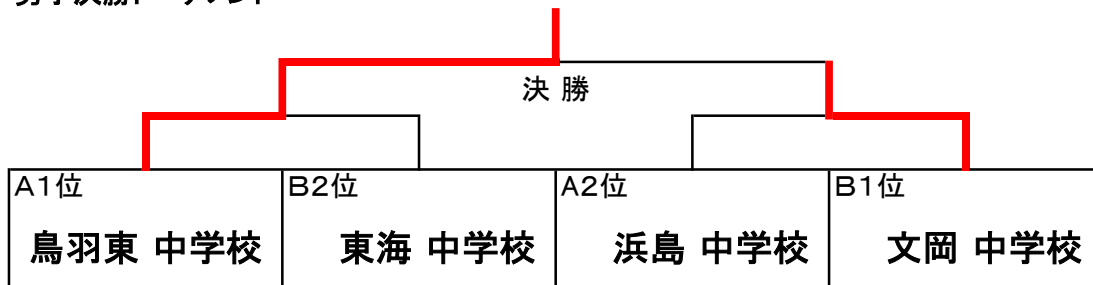 決 勝
A1位
B2位
A2位
B1位
鳥羽東 中学校
東海 中学校
浜島 中学校
文岡 中学校